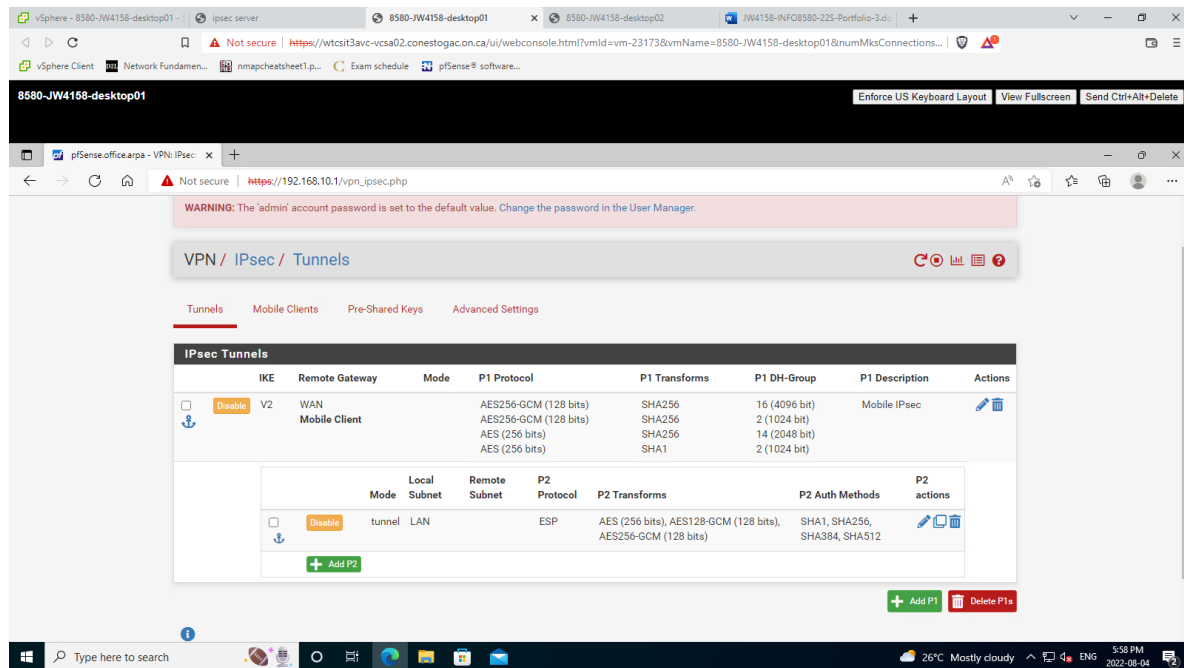 vSphere - 8580-JW4158-desktop01 - S
ipsec server
8580-JW4158-desktop01
8580-JW4158-desktop02
JW4158-INFO8580-22S-Portfolio-3.do
Not secure | https://wtcsit3avc-vcsa02.conestogac.on.ca/ui/webconsole.html?vmId=vm-23173&vmName=8580-JW4158-desktop01&numMksConnections...
vSphere Client
Network Fundamen...
nmapcheatsheet1.p...
Exam schedule
pfSense® software...
8580-JW4158-desktop01
Enforce US Keyboard Layout
View Fullscreen
Send Ctrl+Alt+Delete
pfSense.office.arpa - VPN: IPsec:
Not secure | https://192.168.10.1/vpn_ipsec.php
WARNING: The 'admin' account password is set to the default value. Change the password in the User Manager.
VPN / IPsec / Tunnels
Tunnels Mobile Clients Pre-Shared Keys Advanced Settings
IPsec Tunnels
IKE Remote Gateway Mode P1 Protocol P1 Transforms P1 DH-Group P1 Description Actions
Disable V2 WAN AES256-GCM (128 bits) SHA256 16 (4096 bit) Mobile IPsec
Mobile Client AES256-GCM (128 bits) SHA256 2 (1024 bit)
AES (256 bits) SHA256 14 (2048 bit)
AES (256 bits) SHA1 2 (1024 bit)
Local Remote P2 P2
Mode Subnet Subnet Protocol P2 Transforms P2 Auth Methods actions
Disable tunnel LAN ESP AES (256 bits), AES128-GCM (128 bits), SHA1, SHA256,
AES256-GCM (128 bits) SHA384, SHA512
Add P2
Add P1 Delete P1s
Type here to search
26°C Mostly cloudy
ENG
5:58 PM
2022-08-04